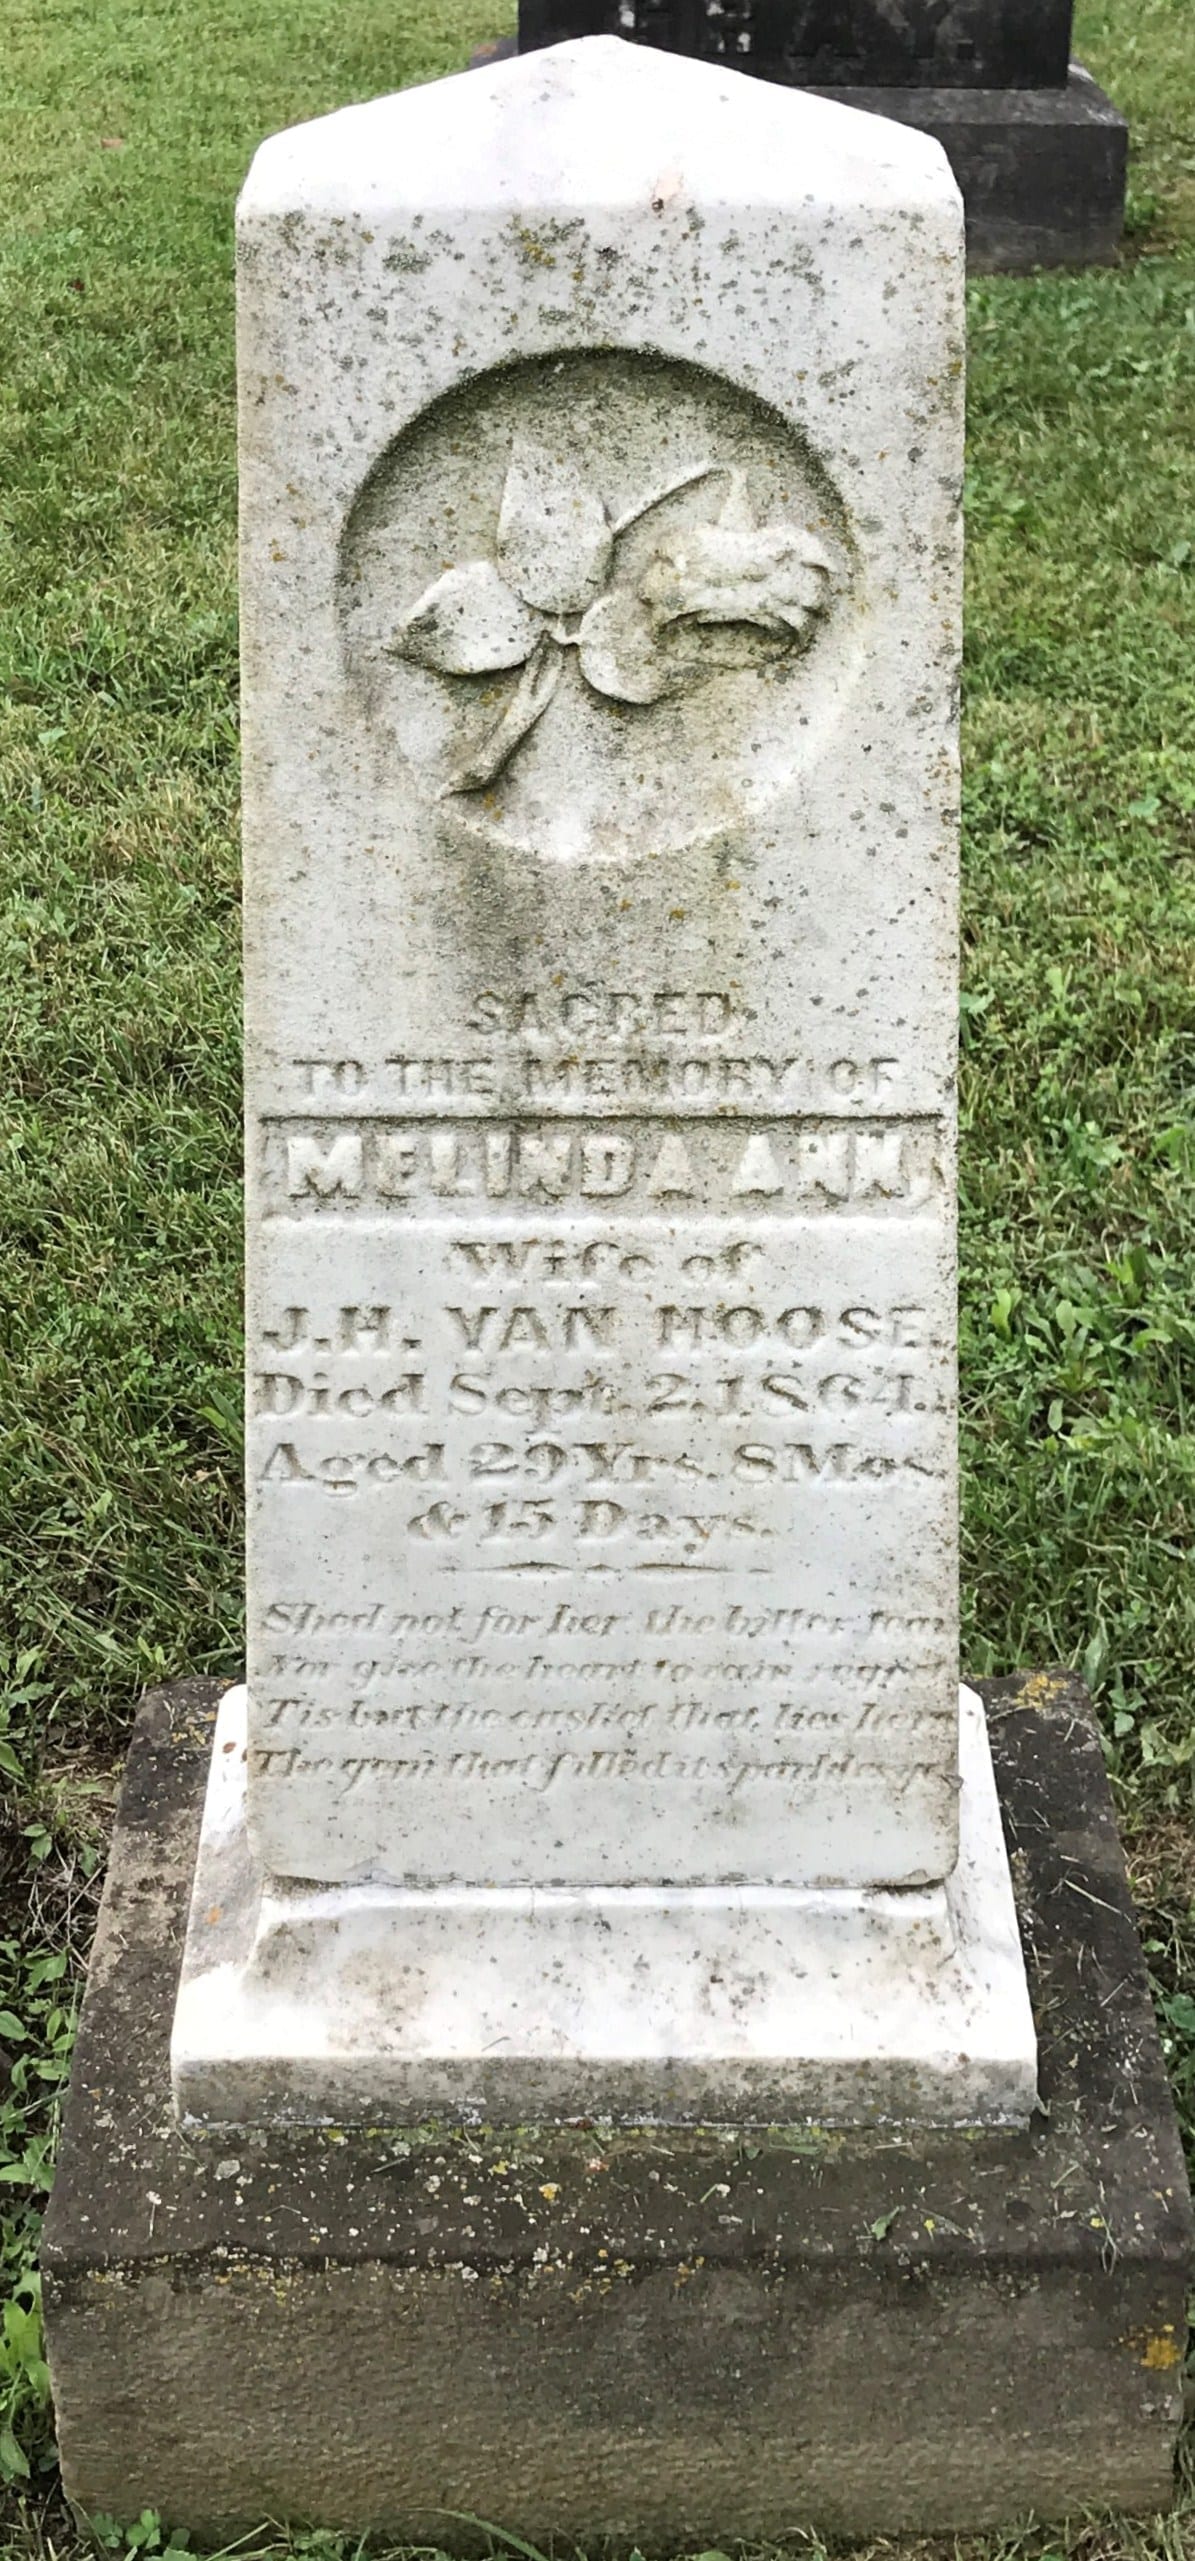 SACRED
TO THE MEMORY OF
MELINDA ANN,
Wife of
J.H. VAN HOOSE.
Died Sept. 2, 1864.
Aged 29 Yrs. 8 Mos.
& 15 Days.
Shed not for her the bitter tear
Nor give the heart to vain regret
Tis but the casket that lies here
The gem that filled it sparkles yet